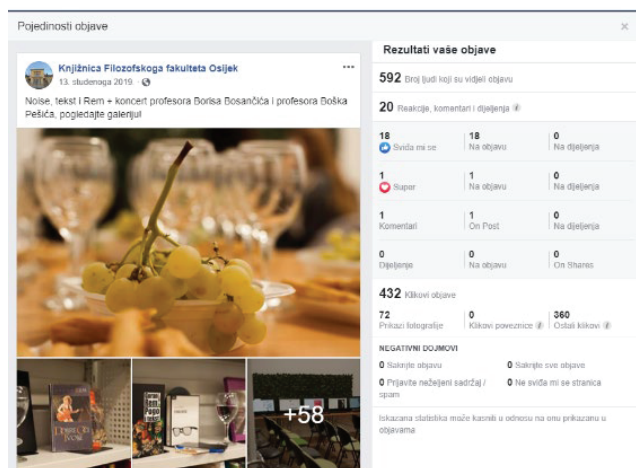 Pojedinosti objave
Knjižnica Filozofskoga fakulteta Osijek
13. studenoga 2019.
Noise, tekst i Rem + koncert profesora Borisa Bosančića i profesora Boška
Pešića, pogledajte galeriju!
+58
Rezultati vaše objave
592 Broj ljudi koji su vidjeli objavu
20 Reakcije, komentari i dijeljenja
18 18 0
Sviđa mi se Na objavu Na dijeljenja
1 1 0
Super Na objavu Na dijeljenja
1 1 0
Komentari On Post Na dijeljenja
0 0 0
Dijeljenje Na objavu On Shares
432 Klikovi objave
72 0 360
Prikazi fotografije Klikovi poveznice Ostali klikovi
NEGATIVNI DOJMOVI
0 Sakrijte objavu 0 Sakrijte sve objave
0 Prijavite neželjeni sadržaj / 0 Ne sviđa mi se stranica
spam
Iskazana statistika može kasniti u odnosu na onu prikazanu u
objavama